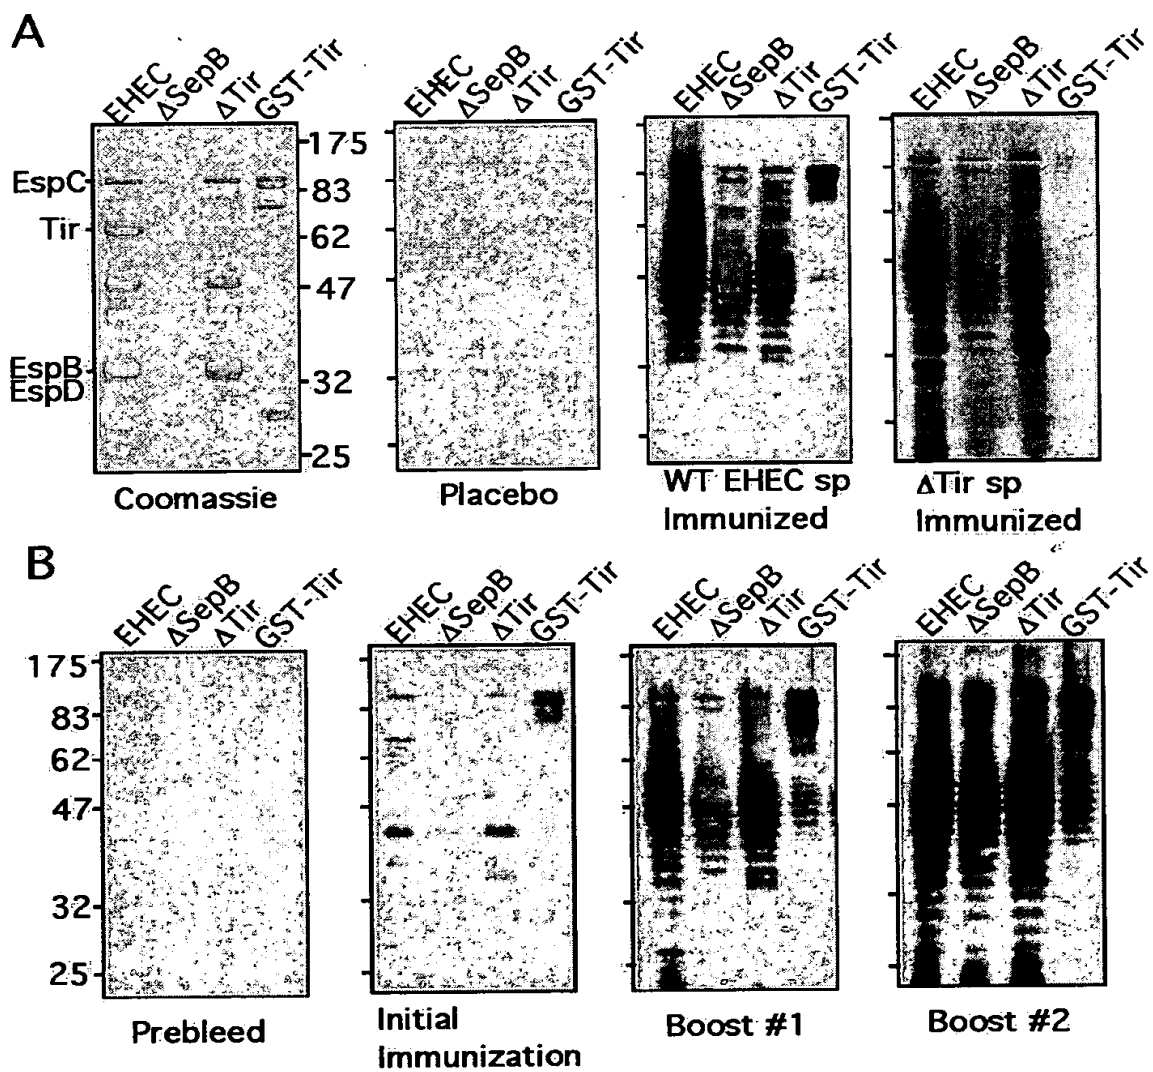 A
EHEC ΔSepB ΔTir GST-Tir
EHEC ΔSepB ΔTir GST-Tir
EHEC ΔSepB ΔTir GST-Tir
EHEC ΔSepB ΔTir GST-Tir
EspC
Tir
EspB
EspD
175
83
62
47
32
25
Coomassie
Placebo
WT EHEC sp
Immunized
ΔTir sp
Immunized
B
EHEC ΔSepB ΔTir GST-Tir
EHEC ΔSepB ΔTir GST-Tir
EHEC ΔSepB ΔTir GST-Tir
EHEC ΔSepB ΔTir GST-Tir
175
83
62
47
32
25
Prebleed
Initial
Immunization
Boost #1
Boost #2